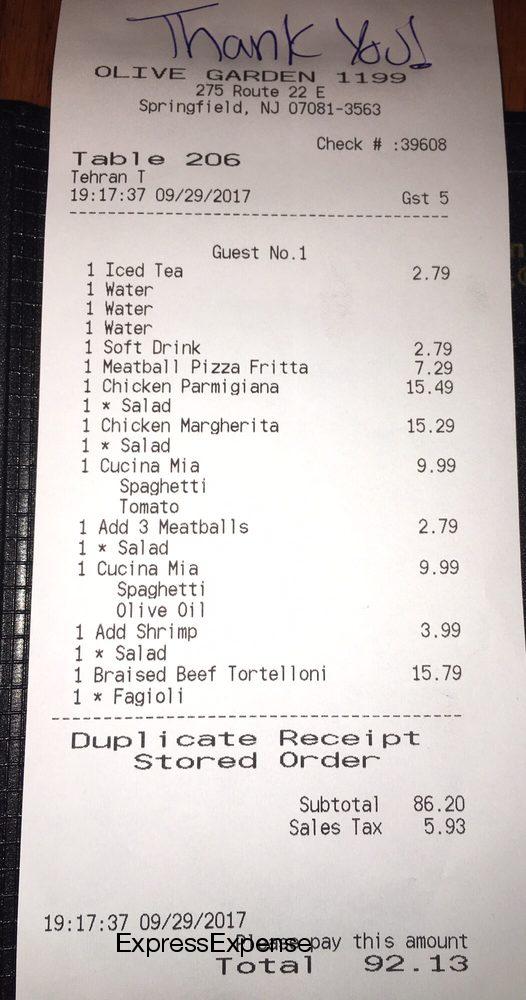 Thank You!
OLIVE GARDEN 1199
275 Route 22 E
Springfield, NJ 07081-3563
Check # :39608
Table 206
Tehran T
19:17:37 09/29/2017 Gst 5
Guest No.1
1 Iced Tea 2.79
1 Water
1 Water
1 Water
1 Soft Drink 2.79
1 Meatball Pizza Fritta 7.29
1 Chicken Parmigiana 15.49
1 * Salad
1 Chicken Margherita 15.29
1 * Salad
1 Cucina Mia 9.99
Spaghetti
Tomato
1 Add 3 Meatballs 2.79
1 * Salad
1 Cucina Mia 9.99
Spaghetti
Olive Oil
1 Add Shrimp 3.99
1 * Salad
1 Braised Beef Tortelloni 15.79
1 * Fagioli
Duplicate Receipt
Stored Order
Subtotal 86.20
Sales Tax 5.93
19:17:37 09/29/2017
ExpressExpense
Please pay this amount
Total 92.13